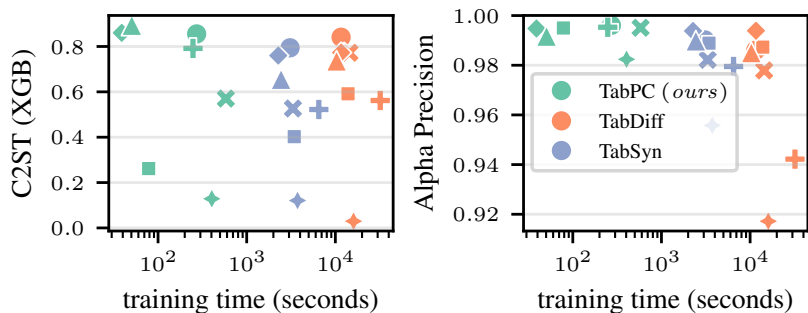 C2ST (XGB)
0.8
0.6
0.4
0.2
0.0
10²
10³
10⁴
training time (seconds)
Alpha Precision
1.00
0.98
0.96
0.94
0.92
TabPC (ours)
TabDiff
TabSyn
10²
10³
10⁴
training time (seconds)